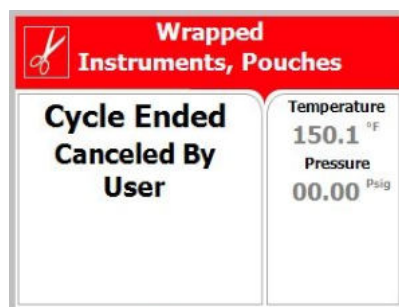 Wrapped
Instruments, Pouches
Cycle Ended
Canceled By
User
Temperature
150.1 °F
Pressure
00.00 Psig